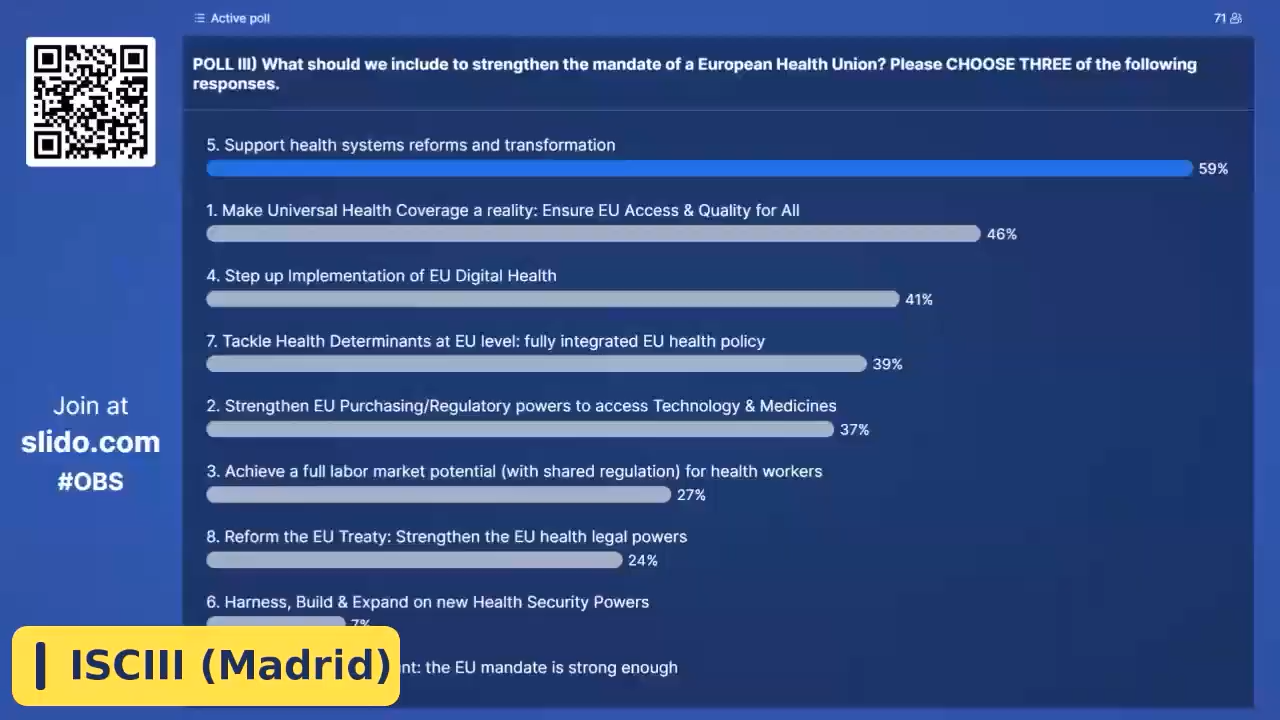 Active poll
71
POLL III) What should we include to strengthen the mandate of a European Health Union? Please CHOOSE THREE of the following
responses.
5. Support health systems reforms and transformation
59%
1. Make Universal Health Coverage a reality: Ensure EU Access & Quality for All
46%
4. Step up Implementation of EU Digital Health
41%
7. Tackle Health Determinants at EU level: fully integrated EU health policy
39%
2. Strengthen EU Purchasing/Regulatory powers to access Technology & Medicines
37%
3. Achieve a full labor market potential (with shared regulation) for health workers
27%
8. Reform the EU Treaty: Strengthen the EU health legal powers
24%
6. Harness, Build & Expand on new Health Security Powers
7%
nt: the EU mandate is strong enough
Join at
slido.com
#OBS
ISCIII (Madrid)